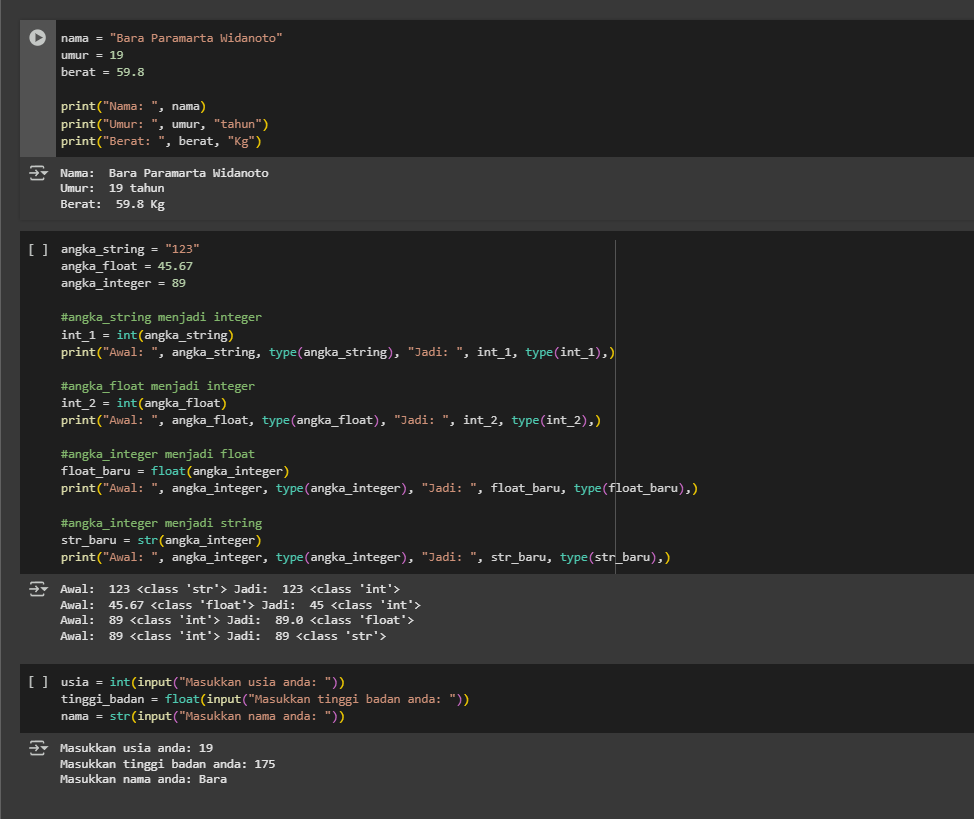 nama = "Bara Paramarta Widanoto"
umur = 19
berat = 59.8
print("Nama: ", nama)
print("Umur: ", umur, "tahun")
print("Berat: ", berat, "Kg")
Nama:  Bara Paramarta Widanoto
Umur:  19 tahun
Berat:  59.8 Kg
[ ] angka_string = "123"
angka_float = 45.67
angka_integer = 89
#angka_string menjadi integer
int_1 = int(angka_string)
print("Awal: ", angka_string, type(angka_string), "Jadi: ", int_1, type(int_1),)
#angka_float menjadi integer
int_2 = int(angka_float)
print("Awal: ", angka_float, type(angka_float), "Jadi: ", int_2, type(int_2),)
#angka_integer menjadi float
float_baru = float(angka_integer)
print("Awal: ", angka_integer, type(angka_integer), "Jadi: ", float_baru, type(float_baru),)
#angka_integer menjadi string
str_baru = str(angka_integer)
print("Awal: ", angka_integer, type(angka_integer), "Jadi: ", str_baru, type(str_baru),)
Awal:  123 <class 'str'> Jadi:  123 <class 'int'>
Awal:  45.67 <class 'float'> Jadi:  45 <class 'int'>
Awal:  89 <class 'int'> Jadi:  89.0 <class 'float'>
Awal:  89 <class 'int'> Jadi:  89 <class 'str'>
[ ] usia = int(input("Masukkan usia anda: "))
tinggi_badan = float(input("Masukkan tinggi badan anda: "))
nama = str(input("Masukkan nama anda: "))
Masukkan usia anda: 19
Masukkan tinggi badan anda: 175
Masukkan nama anda: Bara